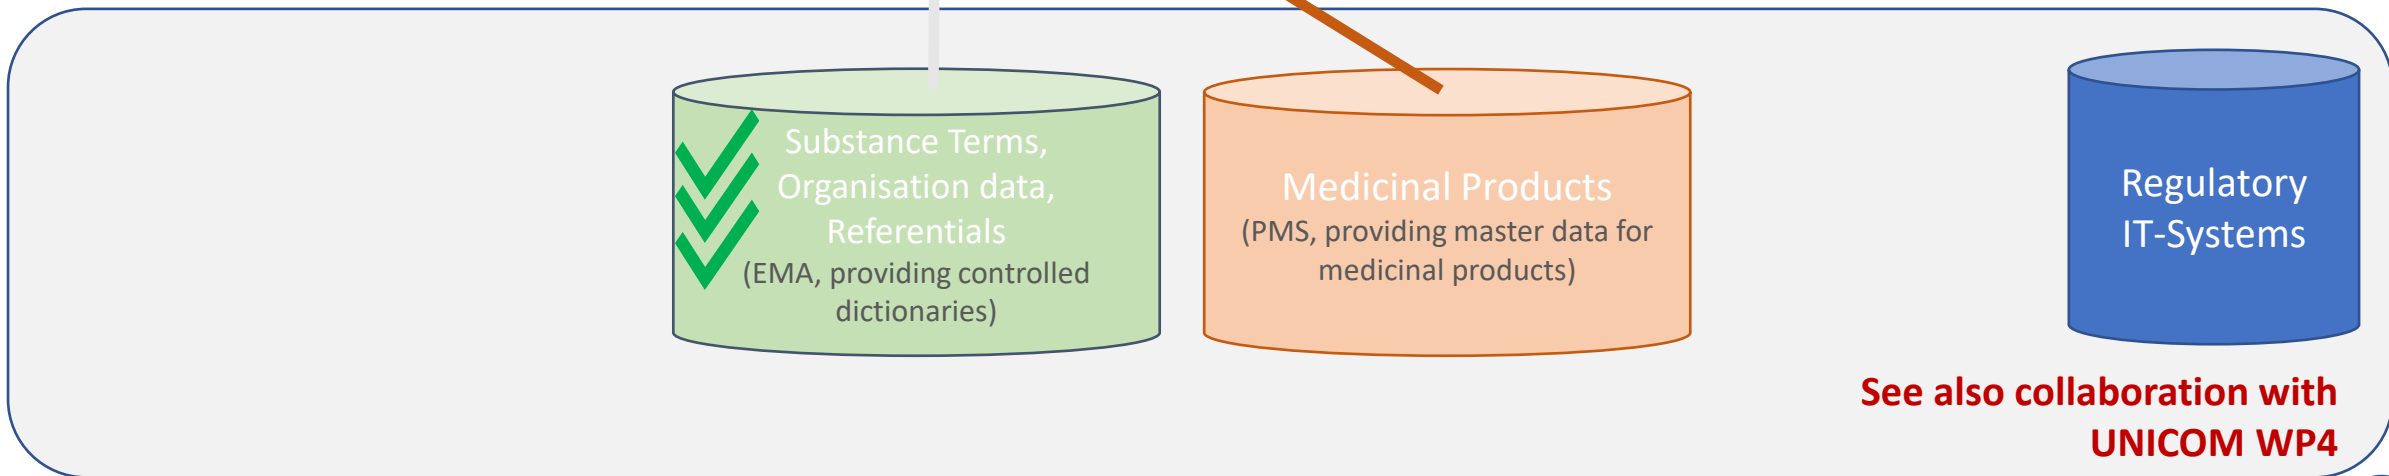 Substance Terms,
Organisation data,
Referentials
(EMA, providing controlled
dictionaries)
Medicinal Products
(PMS, providing master data for
medicinal products)
Regulatory
IT-Systems
See also collaboration with
UNICOM WP4